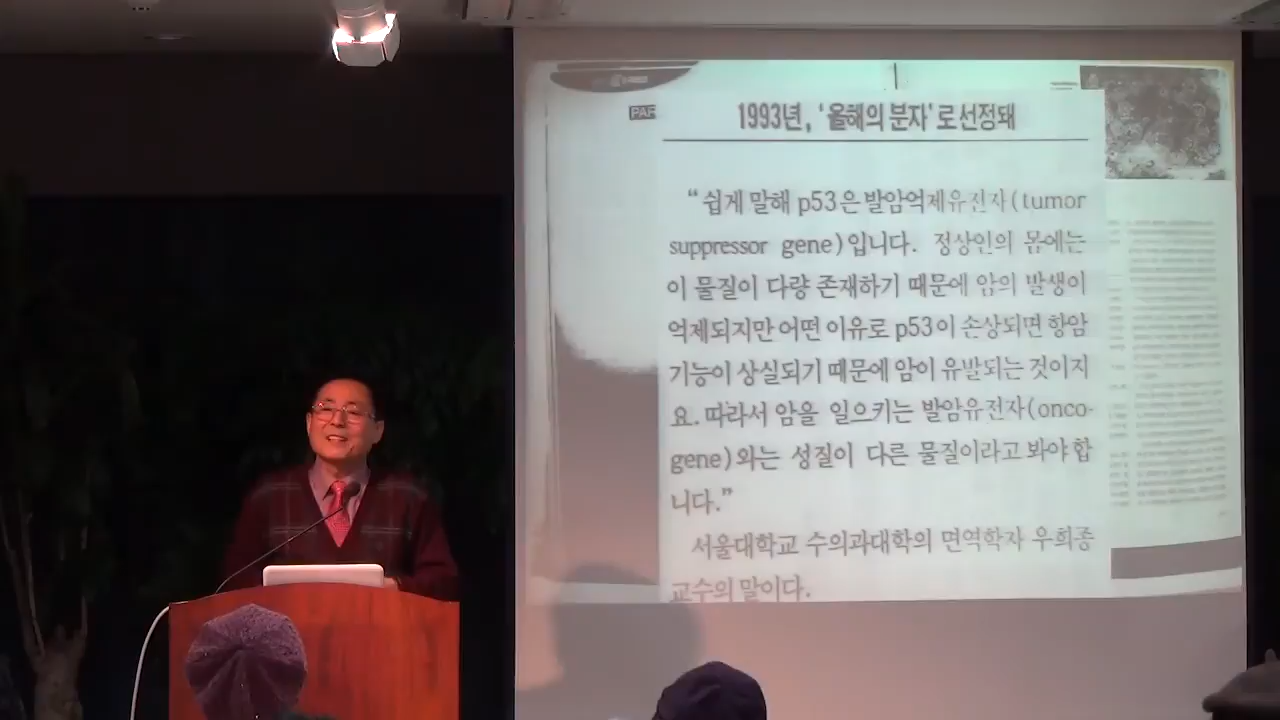 PAR
1993년, ‘올해의 분자’로 선정돼
“쉽게 말해 p53은 발암억제유전자(tumor
suppressor gene)입니다. 정상인의 몸에는
이 물질이 다량 존재하기 때문에 암의 발생이
억제되지만 어떤 이유로 p53이 손상되면 항암
기능이 상실되기 때문에 암이 유발되는 것이지
요. 따라서 암을 일으키는 발암유전자(onco-
gene)와는 성질이 다른 물질이라고 봐야 합
니다.”
서울대학교 수의과대학의 면역학자 우희종
교수의 말이다.